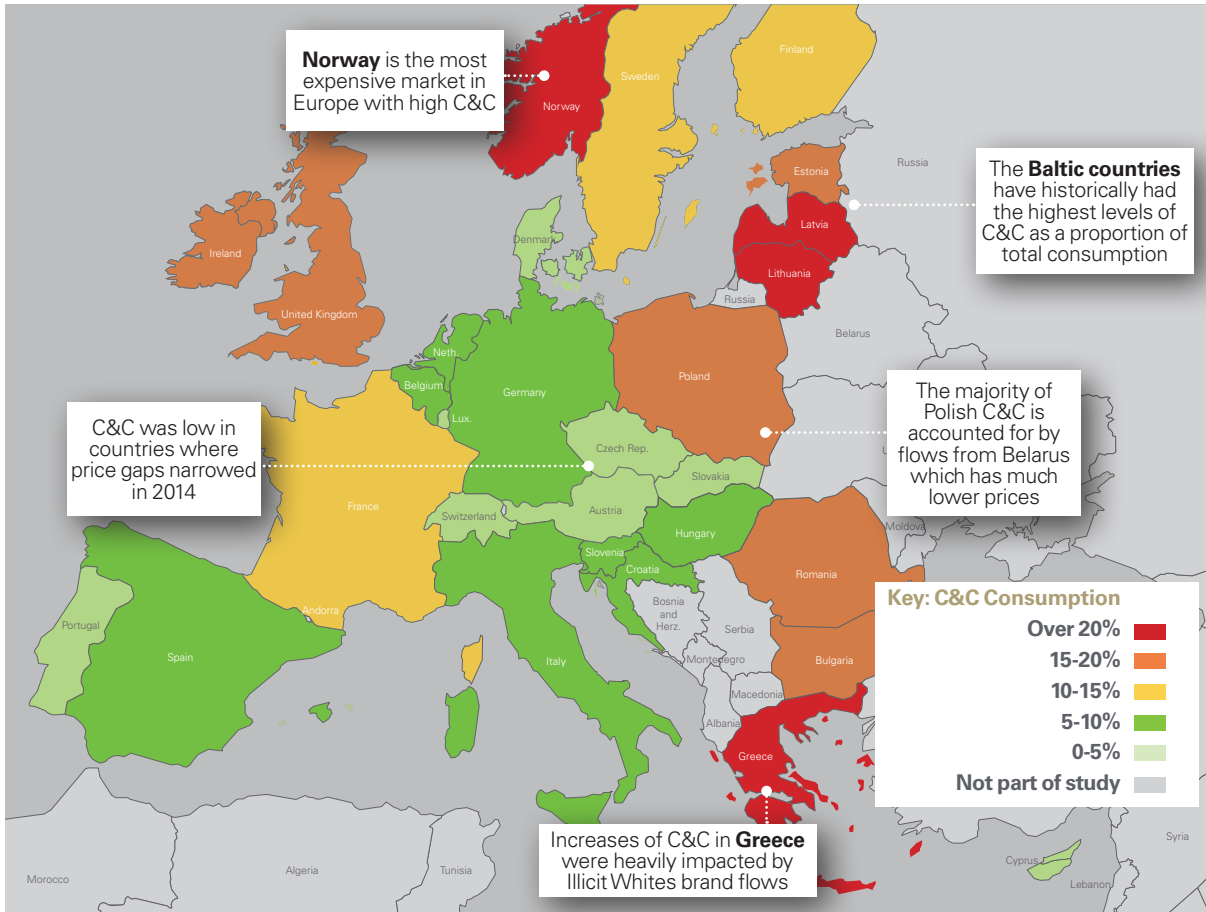 Norway is the most
expensive market in
Europe with high C&C
Finland
Sweden
Norway
Russia
Estonia
The Baltic countries
have historically had
the highest levels of
C&C as a proportion of
total consumption
Latvia
Denmark
Ireland
Lithuania
Russia
United Kingdom
Belarus
Neth.
Belgium
Germany
Poland
The majority of
Polish C&C is
accounted for by
flows from Belarus
which has much
lower prices
C&C was low in
countries where
price gaps narrowed
in 2014
Lux.
Czech Rep.
Slovakia
France
Switzerland
Austria
Hungary
Moldova
Slovenia
Croatia
Romania
Andorra
Bosnia
and
Herz.
Serbia
Portugal
Spain
Italy
Montenegro
Bulgaria
Macedonia
Albania
Greece
Key: C&C Consumption
Over 20%
15-20%
10-15%
5-10%
0-5%
Not part of study
Increases of C&C in Greece
were heavily impacted by
Illicit Whites brand flows
Morocco
Algeria
Tunisia
Cyprus
Syria
Lebanon